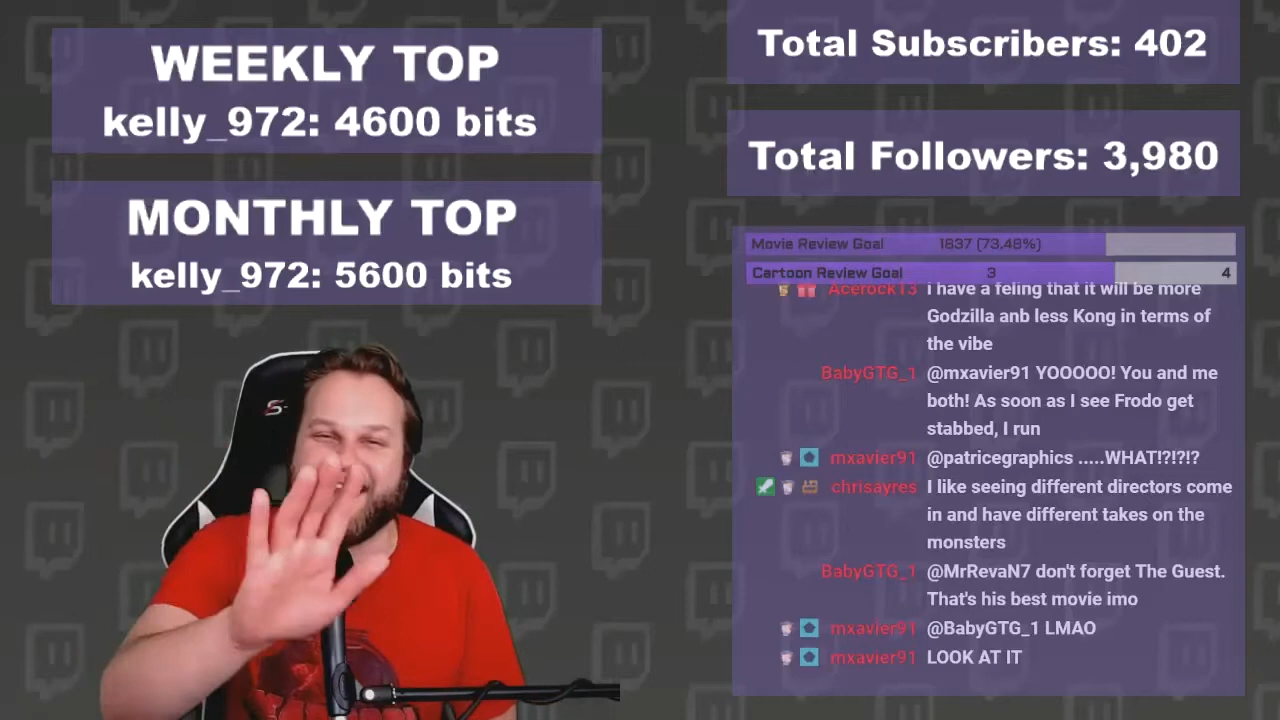 WEEKLY TOP
kelly_972: 4600 bits
MONTHLY TOP
kelly_972: 5600 bits
Total Subscribers: 402
Total Followers: 3,980
Movie Review Goal 1837 (73.48%)
Cartoon Review Goal 3 4
Acerock13 i have a feling that it will be more
Godzilla anb less Kong in terms of
the vibe
BabyGTG_1 @mxavier91 YOOOOO! You and me
both! As soon as I see Frodo get
stabbed, I run
mxavier91 @patricegraphics .....WHAT!?!?!?
chrisayres I like seeing different directors come
in and have different takes on the
monsters
BabyGTG_1 @MrRevaN7 don't forget The Guest.
That's his best movie imo
mxavier91 @BabyGTG_1 LMAO
mxavier91 LOOK AT IT